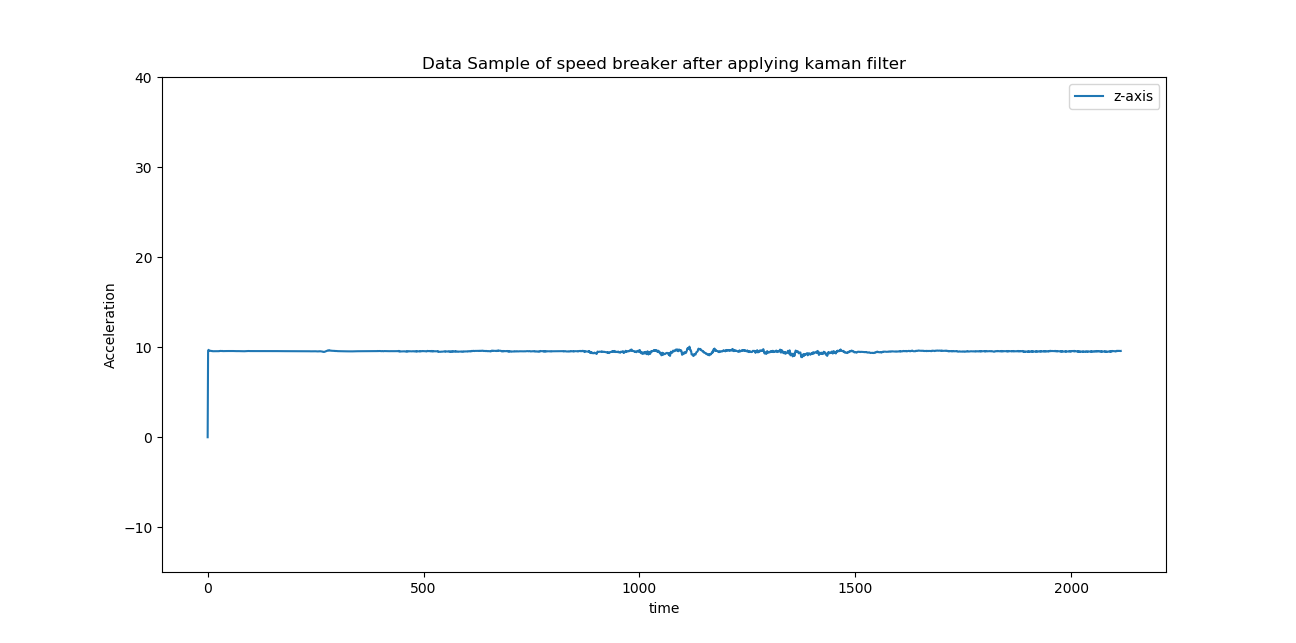 Data Sample of speed breaker after applying kaman filter
z-axis
40
30
20
10
0
−10
Acceleration
0 500 1000 1500 2000
time